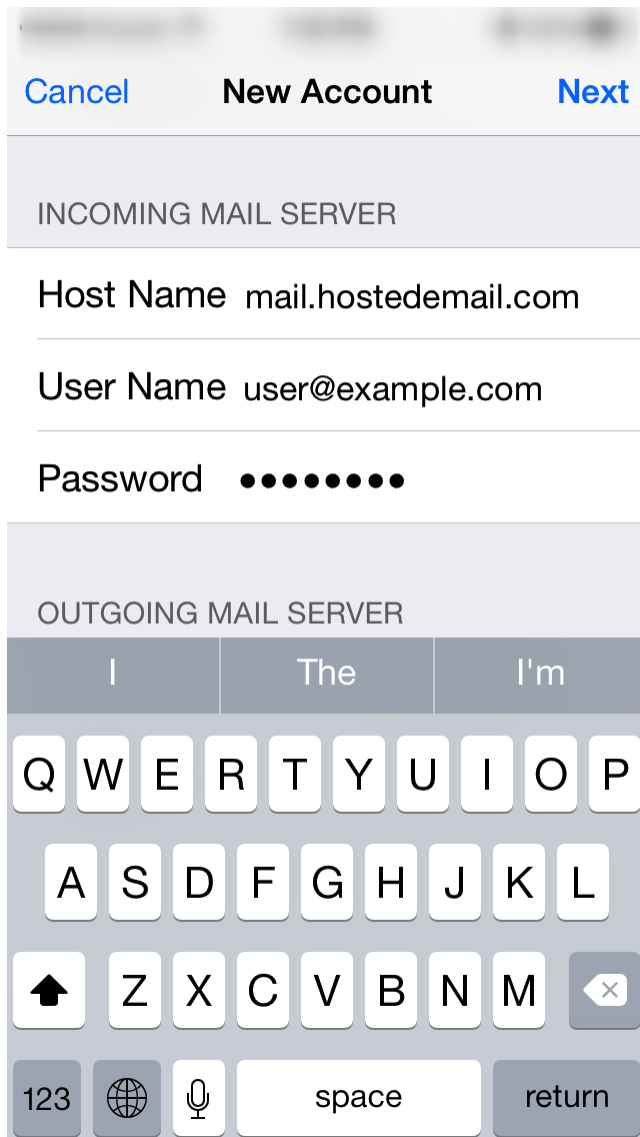 Cancel New Account Next
INCOMING MAIL SERVER
Host Name mail.hostedemail.com
User Name user@example.com
Password ●●●●●●●●
OUTGOING MAIL SERVER
I The I'm
Q W E R T Y U I O P
A S D F G H J K L
Z X C V B N M
123 space return